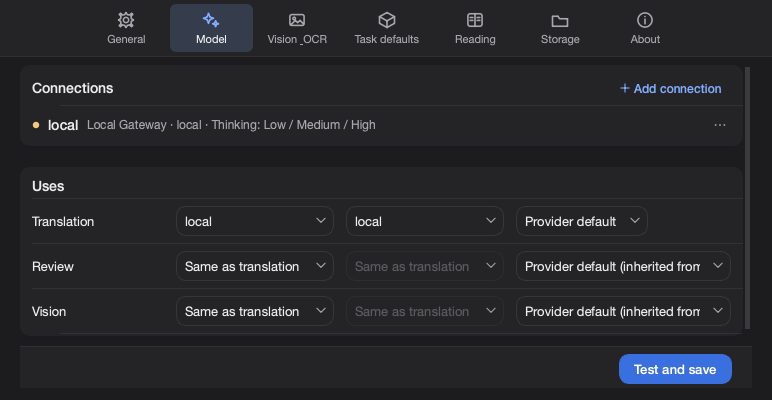 General
Model
Vision _OCR
Task defaults
Reading
Storage
About
Connections
+ Add connection
local Local Gateway · local · Thinking: Low / Medium / High
Uses
Translation local local Provider default
Review Same as translation Same as translation Provider default (inherited from
Vision Same as translation Same as translation Provider default (inherited from
Test and save